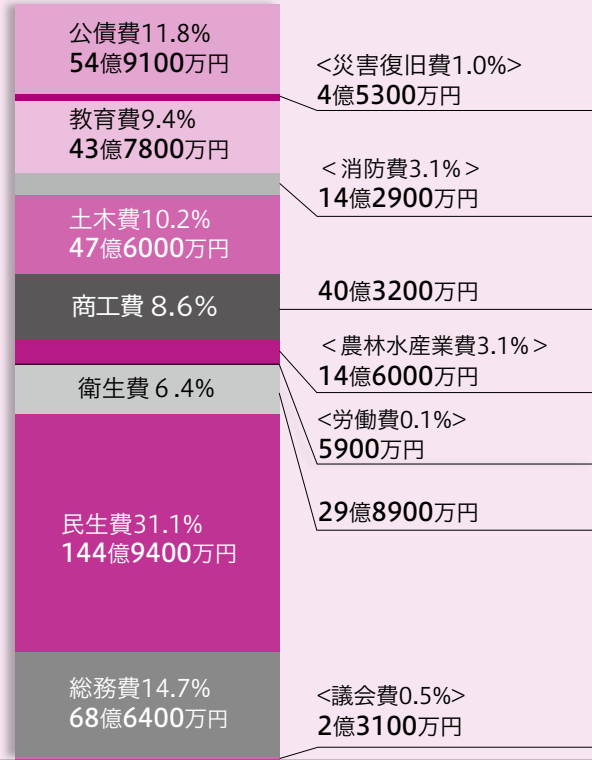 公債費11.8%
54億9100万円
<災害復旧費1.0%>
4億5300万円
教育費9.4%
43億7800万円
<消防費3.1%>
14億2900万円
土木費10.2%
47億6000万円
商工費 8.6%
40億3200万円
<農林水産業費3.1%>
14億6000万円
衛生費 6.4%
<労働費0.1%>
5900万円
29億8900万円
民生費31.1%
144億9400万円
総務費14.7%
68億6400万円
<議会費0.5%>
2億3100万円